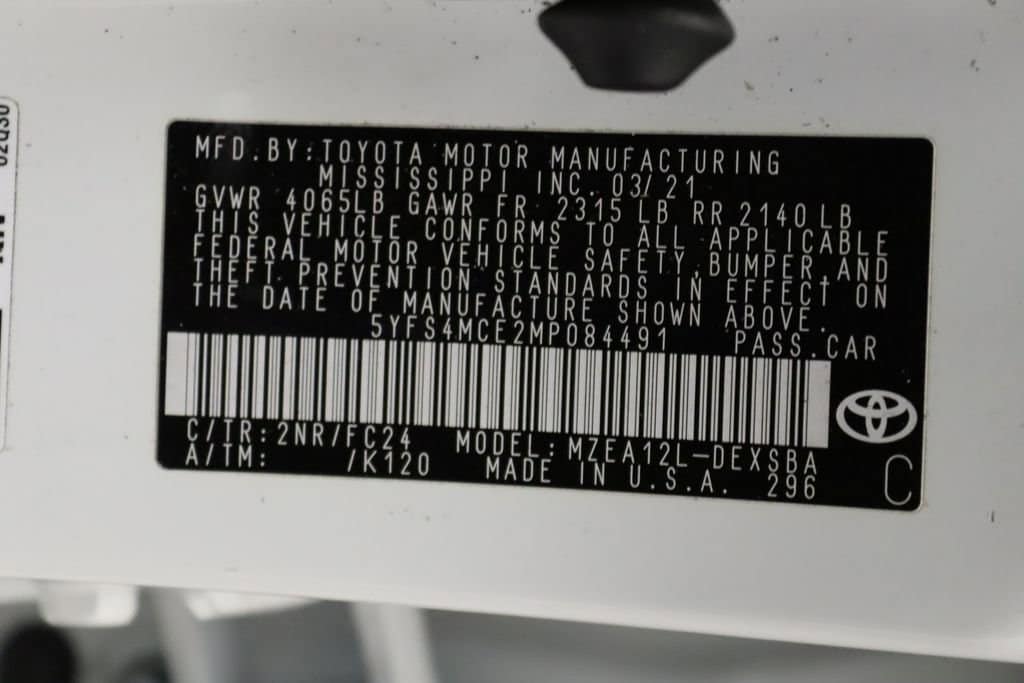 MFD.BY:TOYOTA MOTOR MANUFACTURING
MISSISSIPPI INC. 03/21
GVWR 4065LB GAWR FR 2315 LB RR 2140 LB
THIS VEHICLE CONFORMS TO ALL APPLICABLE
FEDERAL MOTOR VEHICLE SAFETY,BUMPER,AND
THEFT PREVENTION STANDARDS IN EFFECT ON
THE DATE OF MANUFACTURE SHOWN ABOVE.
5YFS4MCE2MP084491 PASS.CAR
C/TR:2NR/FC24 MODEL:MZEA12L-DEXSBA
A/TM: /K120 MADE IN U.S.A. 296
C